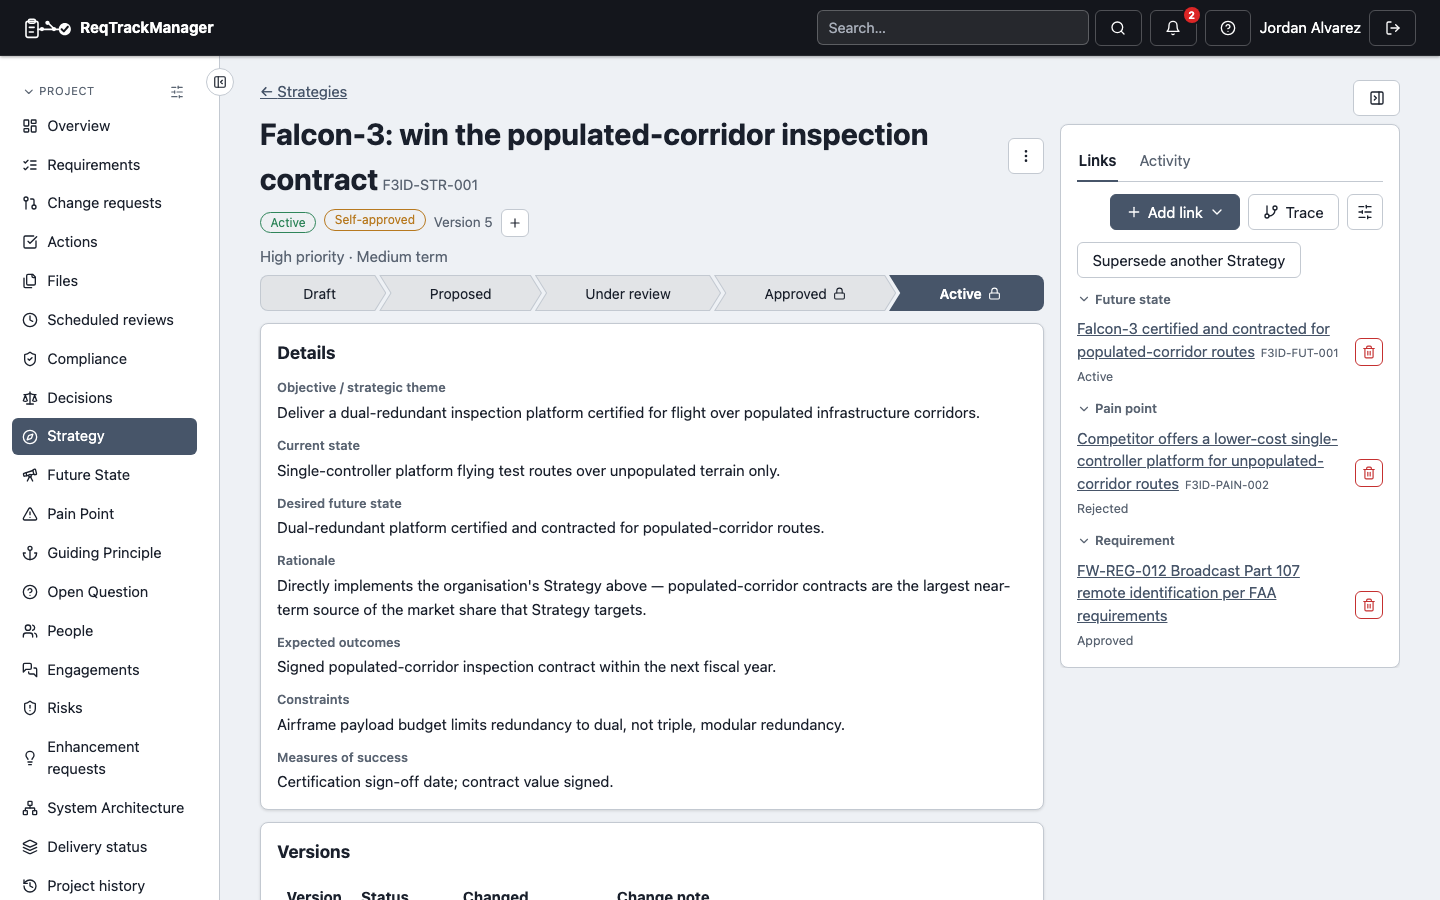 ReqTrackManager
Search...
2
Jordan Alvarez
PROJECT
Overview
Requirements
Change requests
Actions
Files
Scheduled reviews
Compliance
Decisions
Strategy
Future State
Pain Point
Guiding Principle
Open Question
People
Engagements
Risks
Enhancement
requests
System Architecture
Delivery status
Project history
← Strategies
Falcon-3: win the populated-corridor inspection
contract F3ID-STR-001
Active Self-approved Version 5 +
High priority · Medium term
Draft Proposed Under review Approved Active
Details
Objective / strategic theme
Deliver a dual-redundant inspection platform certified for flight over populated infrastructure corridors.
Current state
Single-controller platform flying test routes over unpopulated terrain only.
Desired future state
Dual-redundant platform certified and contracted for populated-corridor routes.
Rationale
Directly implements the organisation's Strategy above — populated-corridor contracts are the largest near-
term source of the market share that Strategy targets.
Expected outcomes
Signed populated-corridor inspection contract within the next fiscal year.
Constraints
Airframe payload budget limits redundancy to dual, not triple, modular redundancy.
Measures of success
Certification sign-off date; contract value signed.
Versions
Version Status Changed Change note
Links Activity
+ Add link Trace
Supersede another Strategy
Future state
Falcon-3 certified and contracted for
populated-corridor routes F3ID-FUT-001
Active
Pain point
Competitor offers a lower-cost single-
controller platform for unpopulated-
corridor routes F3ID-PAIN-002
Rejected
Requirement
FW-REG-012 Broadcast Part 107
remote identification per FAA
requirements
Approved